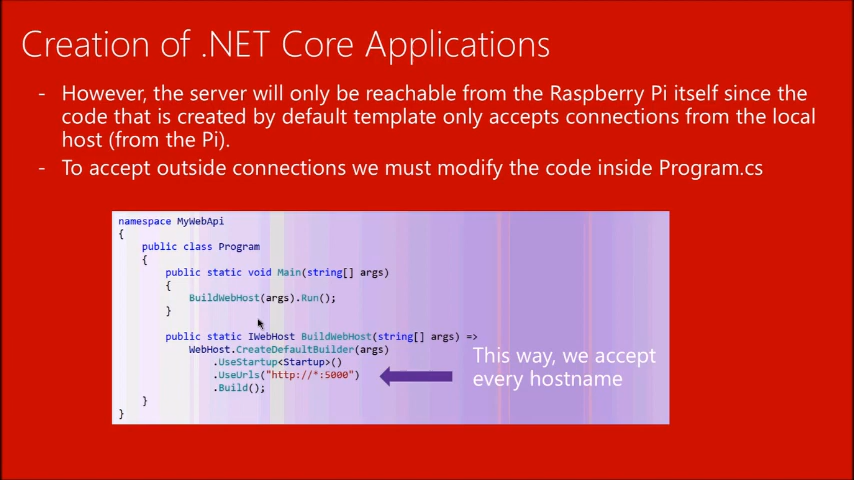 Creation of .NET Core Applications
- However, the server will only be reachable from the Raspberry Pi itself since the
code that is created by default template only accepts connections from the local
host (from the Pi).
- To accept outside connections we must modify the code inside Program.cs
namespace MyWebApi
{
public class Program
{
public static void Main(string[] args)
{
BuildWebHost(args).Run();
}
public static IWebHost BuildWebHost(string[] args) =>
WebHost.CreateDefaultBuilder(args)
.UseStartup<Startup>()
.UseUrls("http://*:5000")
.Build();
}
}
This way, we accept
every hostname